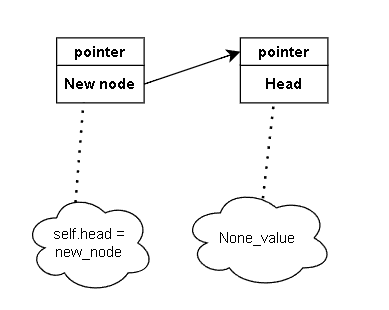 pointer
New node
pointer
Head
self.head =
new_node
None_value